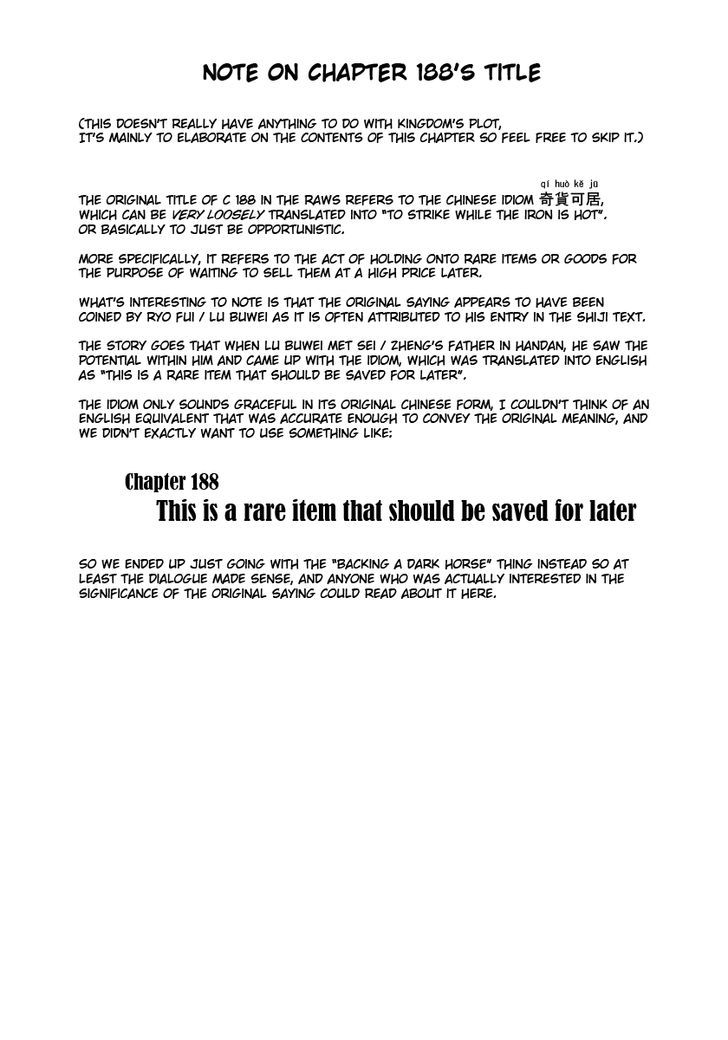 NOTE ON CHAPTER 188'S TITLE
(THIS DOESN'T REALLY HAVE ANYTHING TO DO WITH KINGDOM'S PLOT,
IT'S MAINLY TO ELABORATE ON THE CONTENTS OF THIS CHAPTER SO FEEL FREE TO SKIP IT.)
qí huò kě jū
THE ORIGINAL TITLE OF C 188 IN THE RAWS REFERS TO THE CHINESE IDIOM 奇貨可居,
WHICH CAN BE VERY LOOSELY TRANSLATED INTO "TO STRIKE WHILE THE IRON IS HOT".
OR BASICALLY TO JUST BE OPPORTUNISTIC.
MORE SPECIFICALLY, IT REFERS TO THE ACT OF HOLDING ONTO RARE ITEMS OR GOODS FOR
THE PURPOSE OF WAITING TO SELL THEM AT A HIGH PRICE LATER.
WHAT'S INTERESTING TO NOTE IS THAT THE ORIGINAL SAYING APPEARS TO HAVE BEEN
COINED BY RYO FUI / LU BUWEI AS IT IS OFTEN ATTRIBUTED TO HIS ENTRY IN THE SHIJI TEXT.
THE STORY GOES THAT WHEN LU BUWEI MET SEI / ZHENG'S FATHER IN HANDAN, HE SAW THE
POTENTIAL WITHIN HIM AND CAME UP WITH THE IDIOM, WHICH WAS TRANSLATED INTO ENGLISH
AS "THIS IS A RARE ITEM THAT SHOULD BE SAVED FOR LATER".
THE IDIOM ONLY SOUNDS GRACEFUL IN ITS ORIGINAL CHINESE FORM, I COULDN'T THINK OF AN
ENGLISH EQUIVALENT THAT WAS ACCURATE ENOUGH TO CONVEY THE ORIGINAL MEANING, AND
WE DIDN'T EXACTLY WANT TO USE SOMETHING LIKE:
Chapter 188
This is a rare item that should be saved for later
SO WE ENDED UP JUST GOING WITH THE "BACKING A DARK HORSE" THING INSTEAD SO AT
LEAST THE DIALOGUE MADE SENSE, AND ANYONE WHO WAS ACTUALLY INTERESTED IN THE
SIGNIFICANCE OF THE ORIGINAL SAYING COULD READ ABOUT IT HERE.